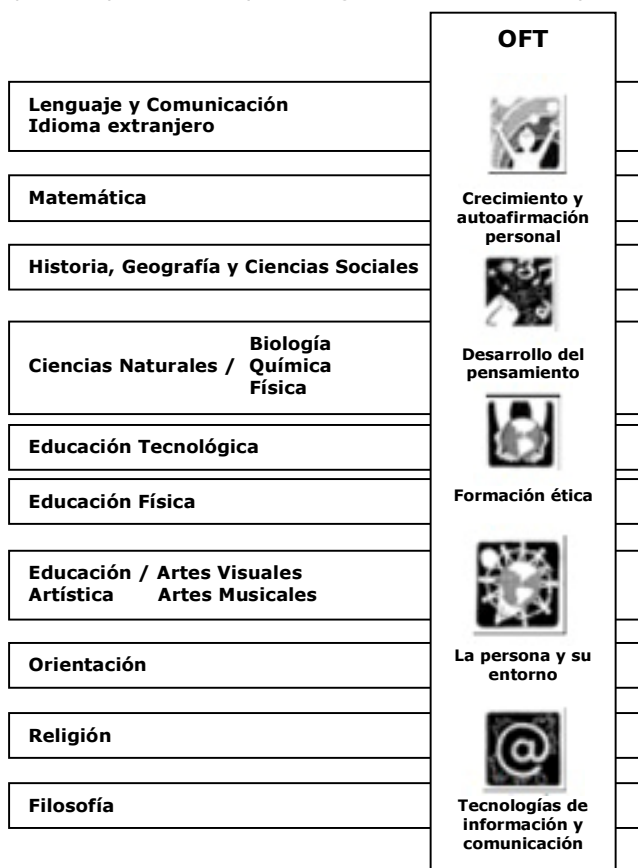 OFT
Lenguaje y Comunicación
Idioma extranjero
Matemática
Historia, Geografía y Ciencias Sociales
Ciencias Naturales / Biología
Química
Física
Educación Tecnológica
Educación Física
Educación / Artes Visuales
Artística Artes Musicales
Orientación
Religión
Filosofía
Crecimiento y
autoafirmación
personal
Desarrollo del
pensamiento
Formación ética
La persona y su
entorno
@
Tecnologías de
información y
comunicación